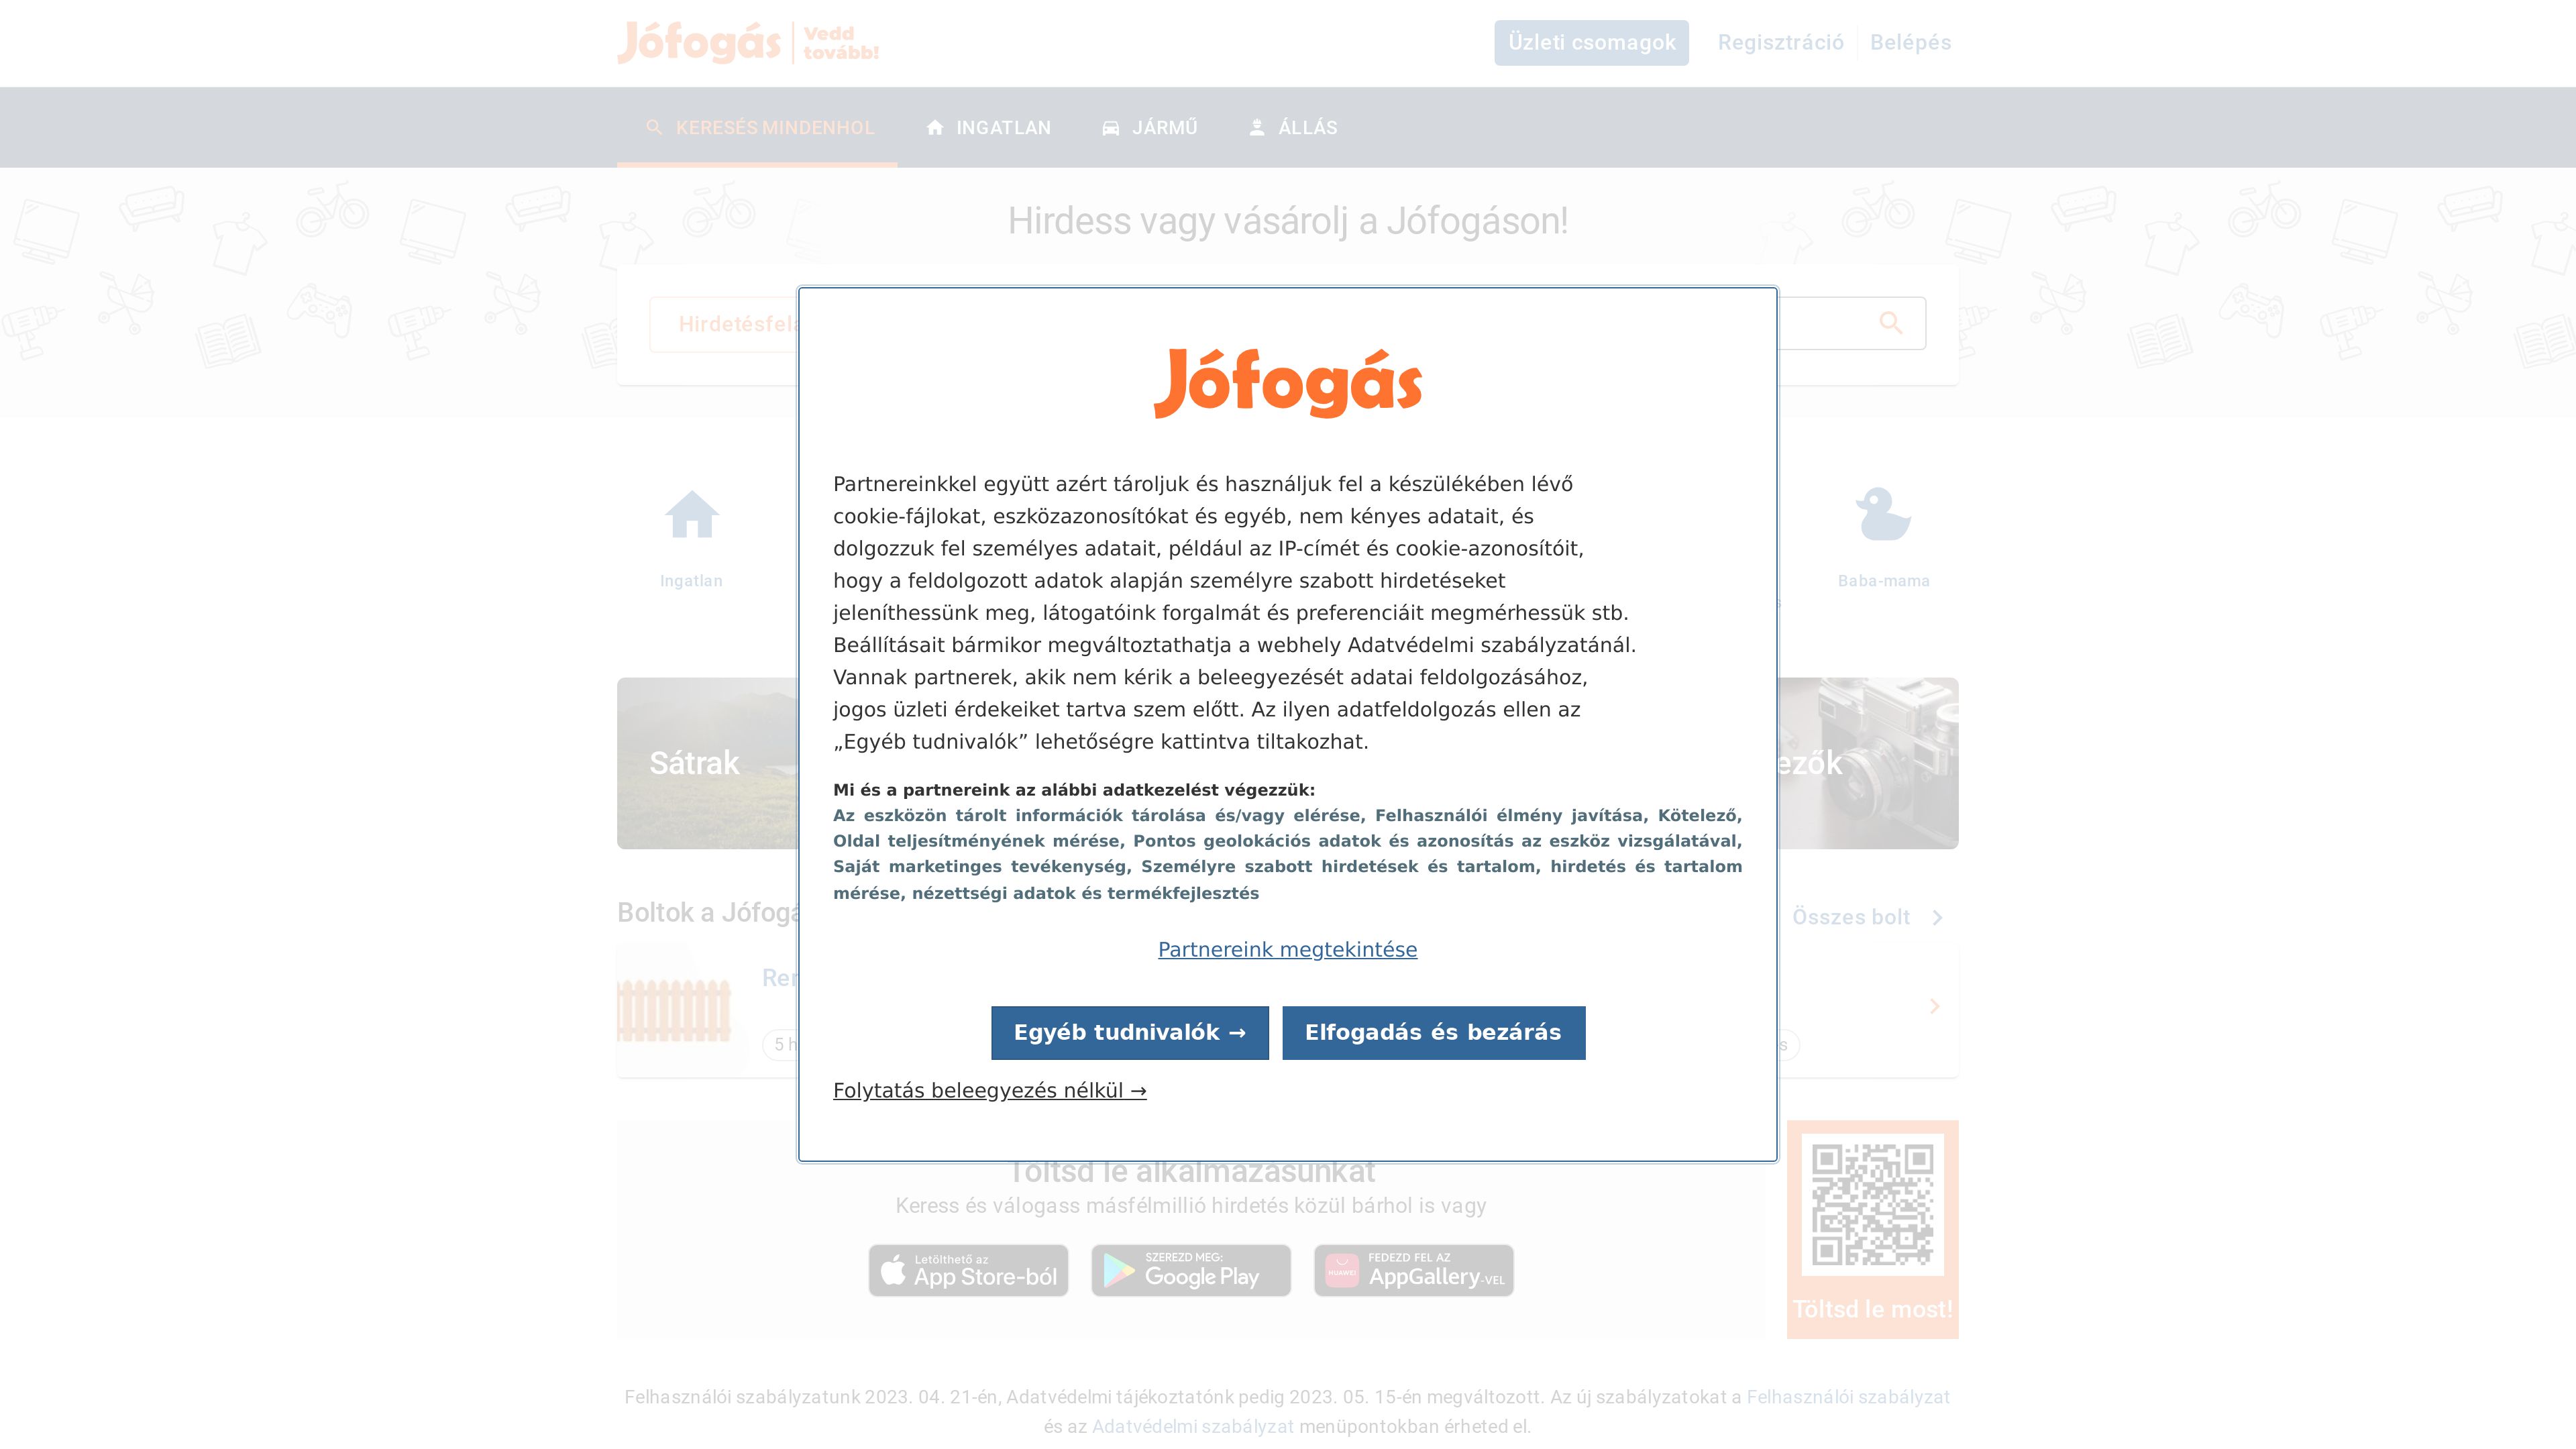 Jófogás
Vedd
tovább!
Üzleti csomagok
Regisztráció
Belépés
KERESÉS MINDENHOL
INGATLAN
JÁRMŰ
ÁLLÁS
Hirdess vagy vásárolj a Jófogáson!
Jófogás
Partnereinkkel együtt azért tároljuk és használjuk fel a készülékében lévő
cookie-fájlokat, eszközazonosítókat és egyéb, nem kényes adatait, és
dolgozzuk fel személyes adatait, például az IP-címét és cookie-azonosítóit,
hogy a feldolgozott adatok alapján személyre szabott hirdetéseket
jeleníthessünk meg, látogatóink forgalmát és preferenciáit megmérhessük stb.
Beállításait bármikor megváltoztathatja a webhely Adatvédelmi szabályzatánál.
Vannak partnerek, akik nem kérik a beleegyezését adatai feldolgozásához,
jogos üzleti érdekeiket tartva szem előtt. Az ilyen adatfeldolgozás ellen az
„Egyéb tudnivalók” lehetőségre kattintva tiltakozhat.
Mi és a partnereink az alábbi adatkezelést végezzük:
Az eszközön tárolt információk tárolása és/vagy elérése, Felhasználói élmény javítása, Kötelező,
Oldal teljesítményének mérése, Pontos geolokációs adatok és azonosítás az eszköz vizsgálatával,
Saját marketinges tevékenység, Személyre szabott hirdetések és tartalom, hirdetés és tartalom
mérése, nézettségi adatok és termékfejlesztés
Partnereink megtekintése
Egyéb tudnivalók →
Elfogadás és bezárás
Folytatás beleegyezés nélkül →
Ingatlan
Baba-mama
Sátrak
Boltok a
Összes bolt
5
Töltsd le alkalmazásunkat
Keress és válogass másfélmillió hirdetés közül bárhol is vagy
Letölthető az
App Store-ból
SZEREZD MEG:
Google Play
HUAWEI
FEDEZD FEL AZ
AppGallery-VEL
Töltsd le most!
Felhasználói szabályzatunk 2023. 04. 21-én, Adatvédelmi tájékoztatónk pedig 2023. 05. 15-én megváltozott. Az új szabályzatokat a Felhasználói szabályzat
és az Adatvédelmi szabályzat menüpontokban érheted el.